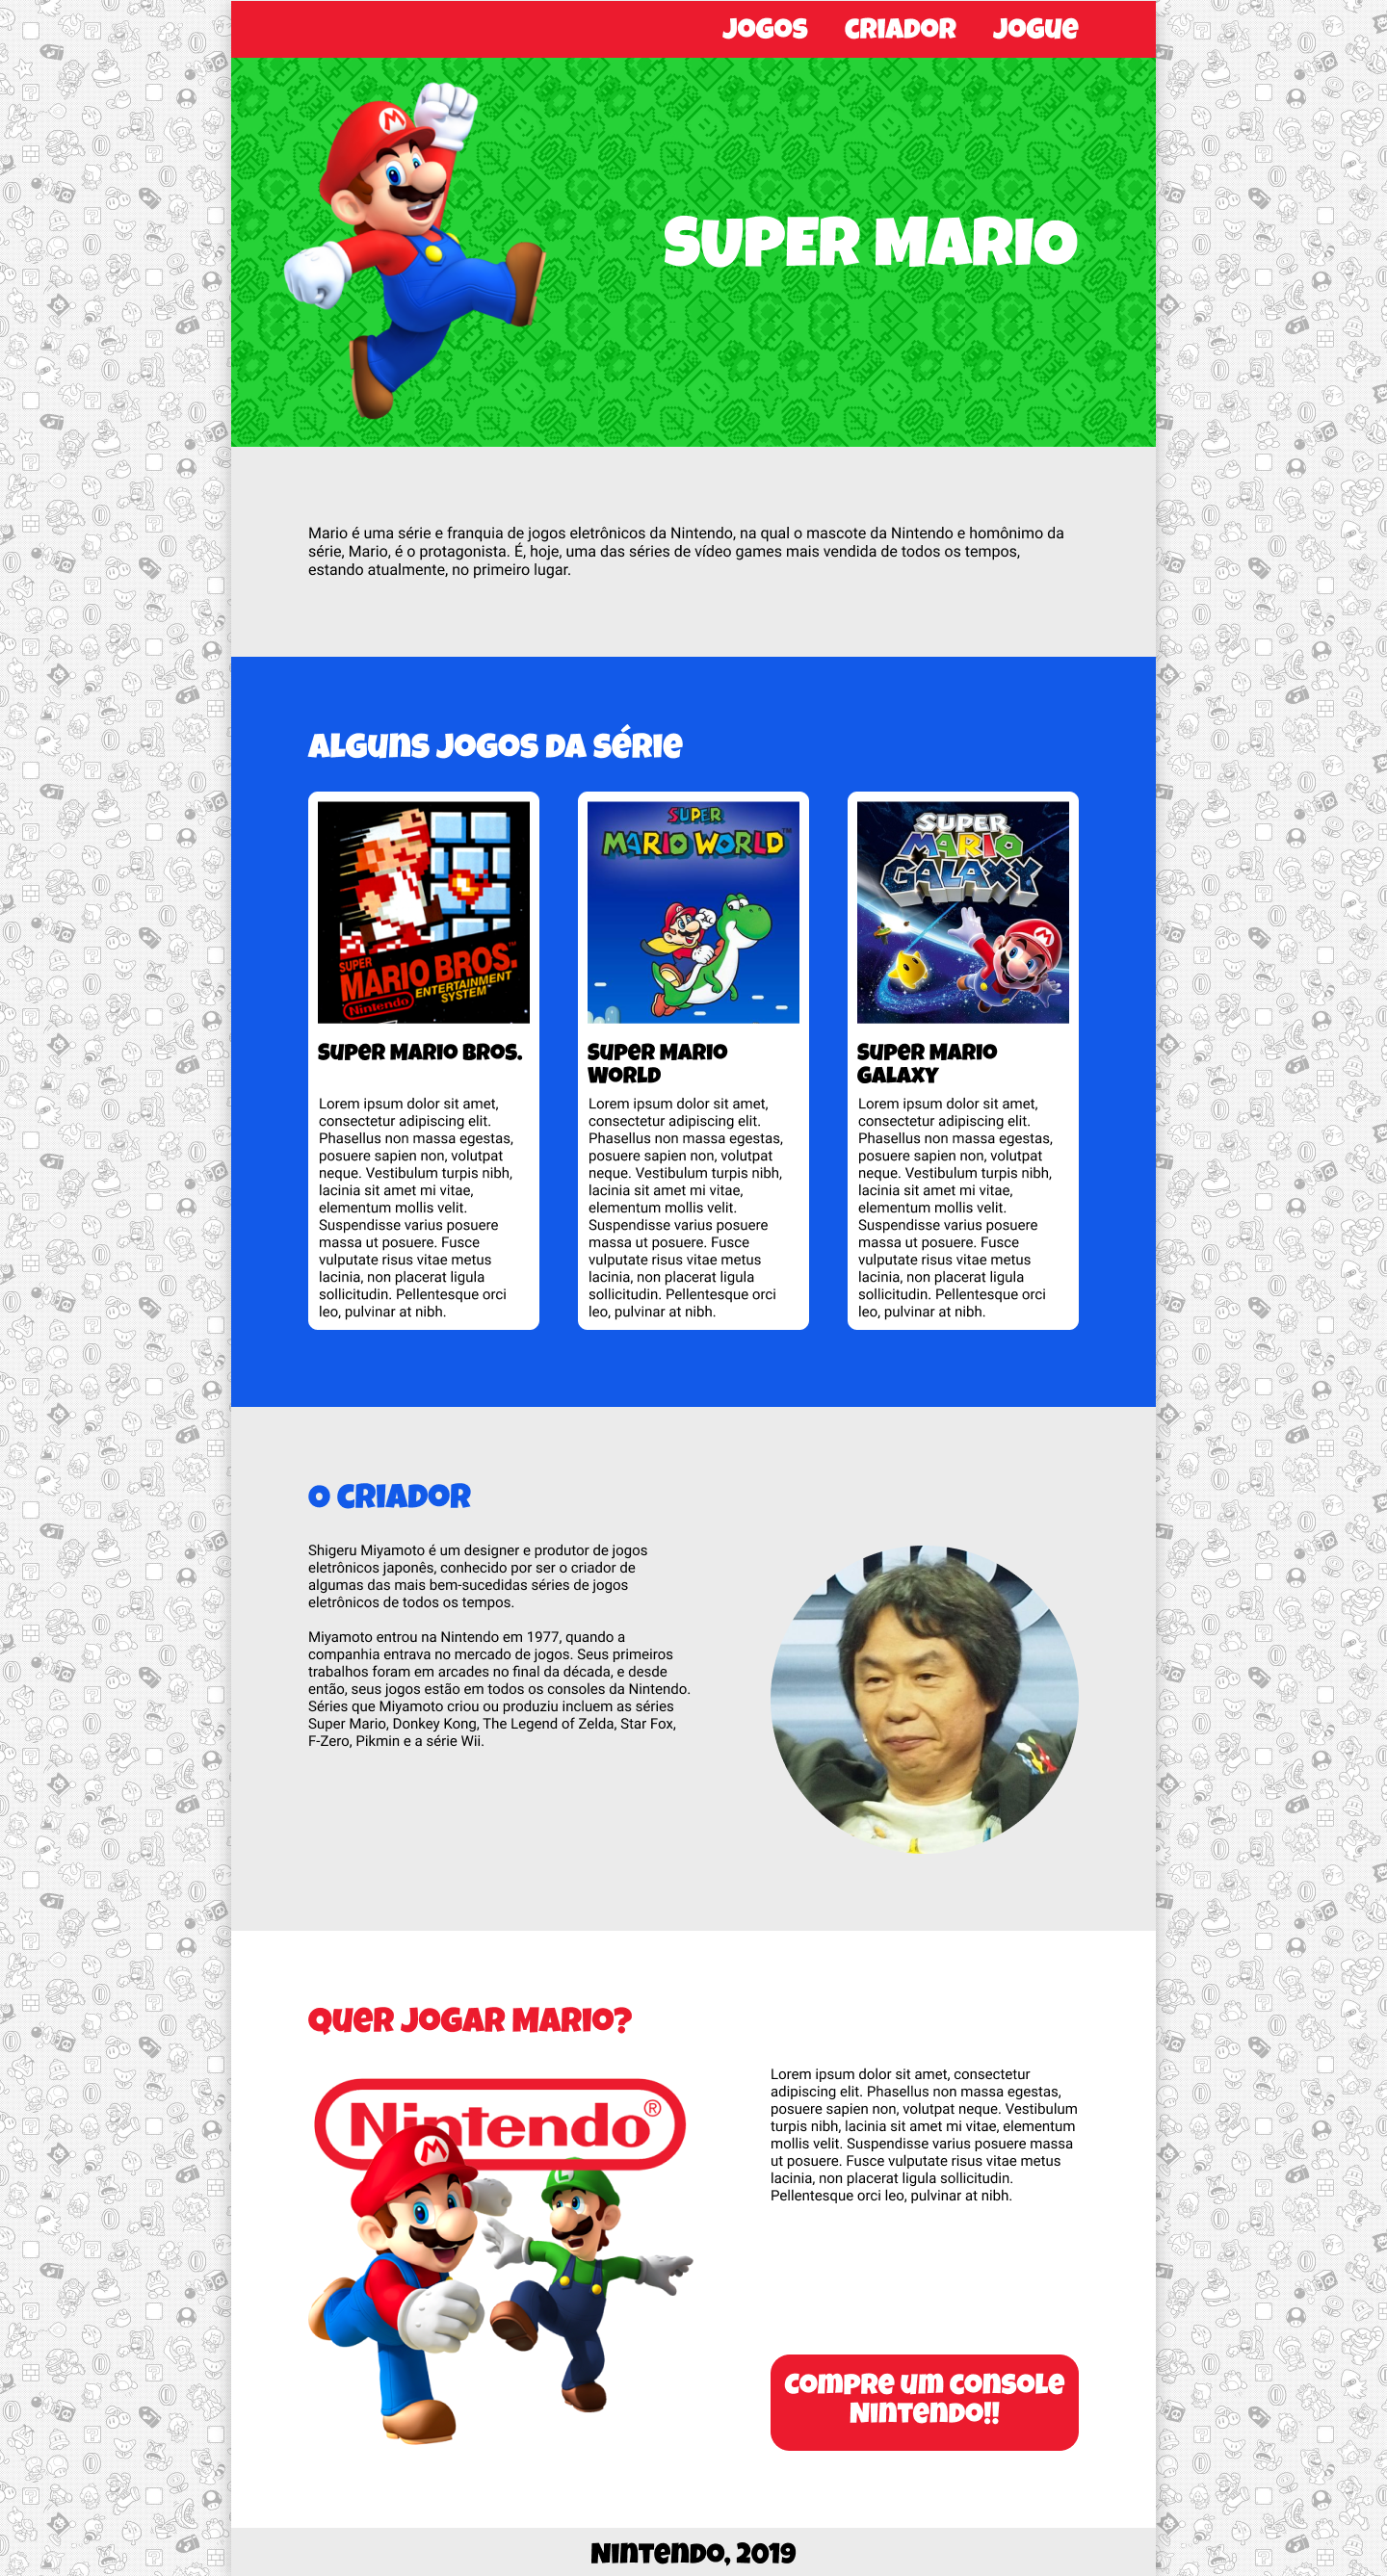 JOGOS CRIADOR JOGUE
M
SUPER MARIO
Mario é uma série e franquia de jogos eletrônicos da Nintendo, na qual o mascote da Nintendo e homônimo da
série, Mario, é o protagonista. É, hoje, uma das séries de vídeo games mais vendida de todos os tempos,
estando atualmente, no primeiro lugar.
Alguns jogos da série
SUPER
MARIO BROS.™
Nintendo®
ENTERTAINMENT
SYSTEM™
Super Mario Bros.
Lorem ipsum dolor sit amet,
consectetur adipiscing elit.
Phasellus non massa egestas,
posuere sapien non, volutpat
neque. Vestibulum turpis nibh,
lacinia sit amet mi vitae,
elementum mollis velit.
Suspendisse varius posuere
massa ut posuere. Fusce
vulputate risus vitae metus
lacinia, non placerat ligula
sollicitudin. Pellentesque orci
leo, pulvinar at nibh.
SUPER
MARIO WORLD™
Super Mario
World
Lorem ipsum dolor sit amet,
consectetur adipiscing elit.
Phasellus non massa egestas,
posuere sapien non, volutpat
neque. Vestibulum turpis nibh,
lacinia sit amet mi vitae,
elementum mollis velit.
Suspendisse varius posuere
massa ut posuere. Fusce
vulputate risus vitae metus
lacinia, non placerat ligula
sollicitudin. Pellentesque orci
leo, pulvinar at nibh.
SUPER
MARIO
GALAXY
M
Super Mario
Galaxy
Lorem ipsum dolor sit amet,
consectetur adipiscing elit.
Phasellus non massa egestas,
posuere sapien non, volutpat
neque. Vestibulum turpis nibh,
lacinia sit amet mi vitae,
elementum mollis velit.
Suspendisse varius posuere
massa ut posuere. Fusce
vulputate risus vitae metus
lacinia, non placerat ligula
sollicitudin. Pellentesque orci
leo, pulvinar at nibh.
O Criador
Shigeru Miyamoto é um designer e produtor de jogos
eletrônicos japonês, conhecido por ser o criador de
algumas das mais bem-sucedidas séries de jogos
eletrônicos de todos os tempos.
Miyamoto entrou na Nintendo em 1977, quando a
companhia entrava no mercado de jogos. Seus primeiros
trabalhos foram em arcades no final da década, e desde
então, seus jogos estão em todos os consoles da Nintendo.
Séries que Miyamoto criou ou produziu incluem as séries
Super Mario, Donkey Kong, The Legend of Zelda, Star Fox,
F-Zero, Pikmin e a série Wii.
Quer jogar Mario?
Nintendo®
M
L
Lorem ipsum dolor sit amet, consectetur
adipiscing elit. Phasellus non massa egestas,
posuere sapien non, volutpat neque. Vestibulum
turpis nibh, lacinia sit amet mi vitae, elementum
mollis velit. Suspendisse varius posuere massa
ut posuere. Fusce vulputate risus vitae metus
lacinia, non placerat ligula sollicitudin.
Pellentesque orci leo, pulvinar at nibh.
Compre um console
Nintendo!!
Nintendo, 2019